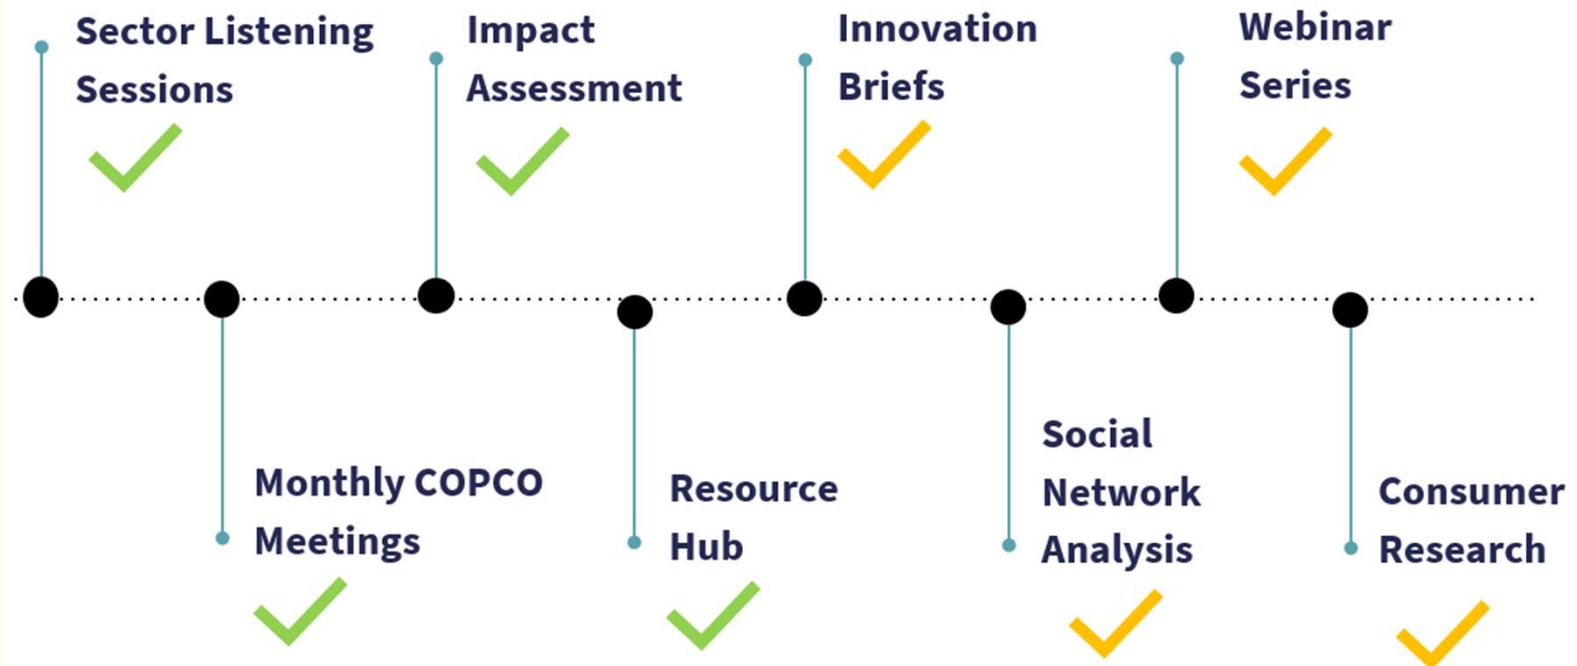 Sector Listening
Sessions
Impact
Assessment
Innovation
Briefs
Webinar
Series
Monthly COPCO
Meetings
Resource
Hub
Social
Network
Analysis
Consumer
Research